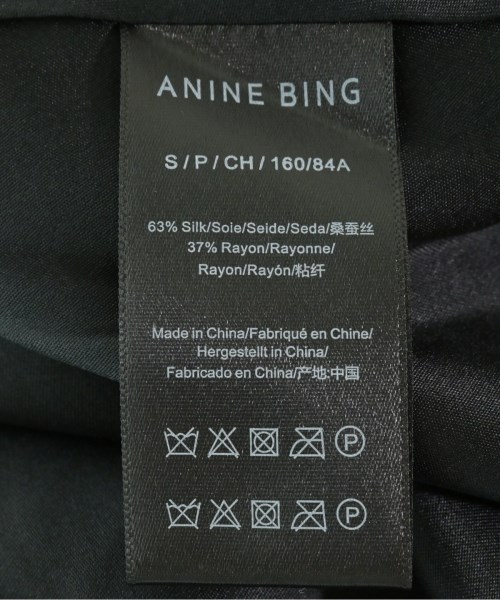 ANINE BING
S/P/CH/160/84A
63% Silk/Soie/Seide/Seda/桑蚕丝
37% Rayon/Rayonne/
Rayon/Rayón/粘纤
Made in China/Fabriqué en Chine/
Hergestellt in China/
Fabricado en China/产地:中国
P
P